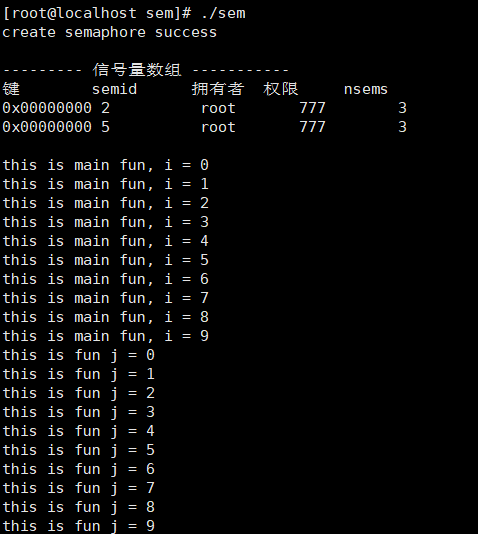 [root@localhost sem]# ./sem
create semaphore success
--------- 信号量数组 -----------
键 semid 拥有者 权限 nsems
0x00000000 2 root 777 3
0x00000000 5 root 777 3
this is main fun, i = 0
this is main fun, i = 1
this is main fun, i = 2
this is main fun, i = 3
this is main fun, i = 4
this is main fun, i = 5
this is main fun, i = 6
this is main fun, i = 7
this is main fun, i = 8
this is main fun, i = 9
this is fun j = 0
this is fun j = 1
this is fun j = 2
this is fun j = 3
this is fun j = 4
this is fun j = 5
this is fun j = 6
this is fun j = 7
this is fun j = 8
this is fun j = 9